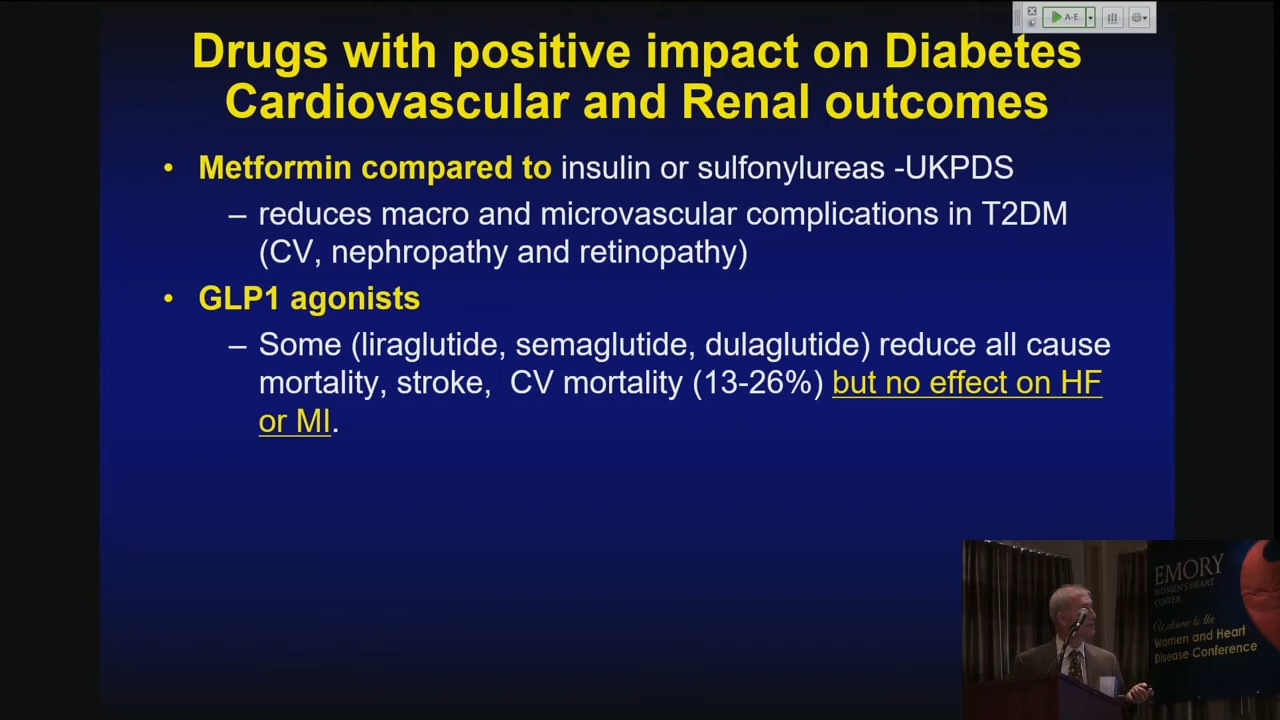 A-E
Drugs with positive impact on Diabetes
Cardiovascular and Renal outcomes
• Metformin compared to insulin or sulfonylureas -UKPDS
– reduces macro and microvascular complications in T2DM
(CV, nephropathy and retinopathy)
• GLP1 agonists
– Some (liraglutide, semaglutide, dulaglutide) reduce all cause
mortality, stroke, CV mortality (13-26%) but no effect on HF
or MI.
EMORY
WOMEN'S HEART
CENTER
Welcome to the
Women and Heart
Disease Conference